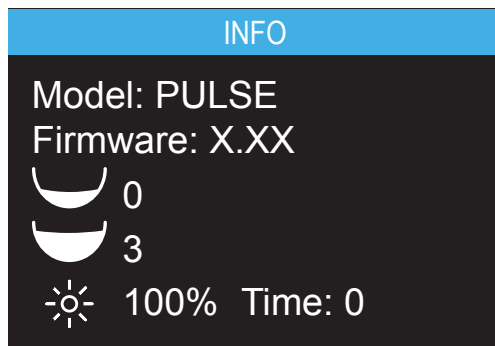 INFO
Model: PULSE
Firmware: X.XX
0
3
100% Time: 0